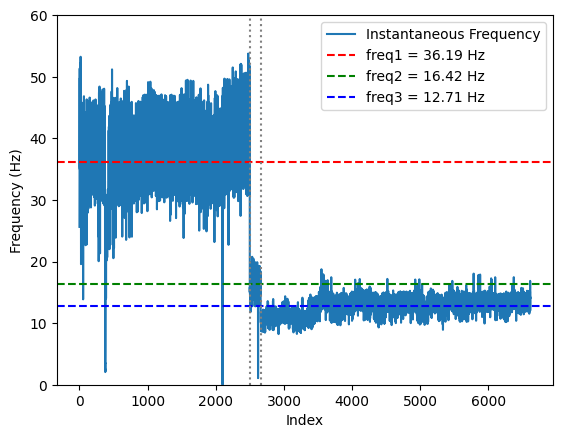 60
50
40
30
20
10
0
Frequency (Hz)
Instantaneous Frequency
freq1 = 36.19 Hz
freq2 = 16.42 Hz
freq3 = 12.71 Hz
0 1000 2000 3000 4000 5000 6000
Index